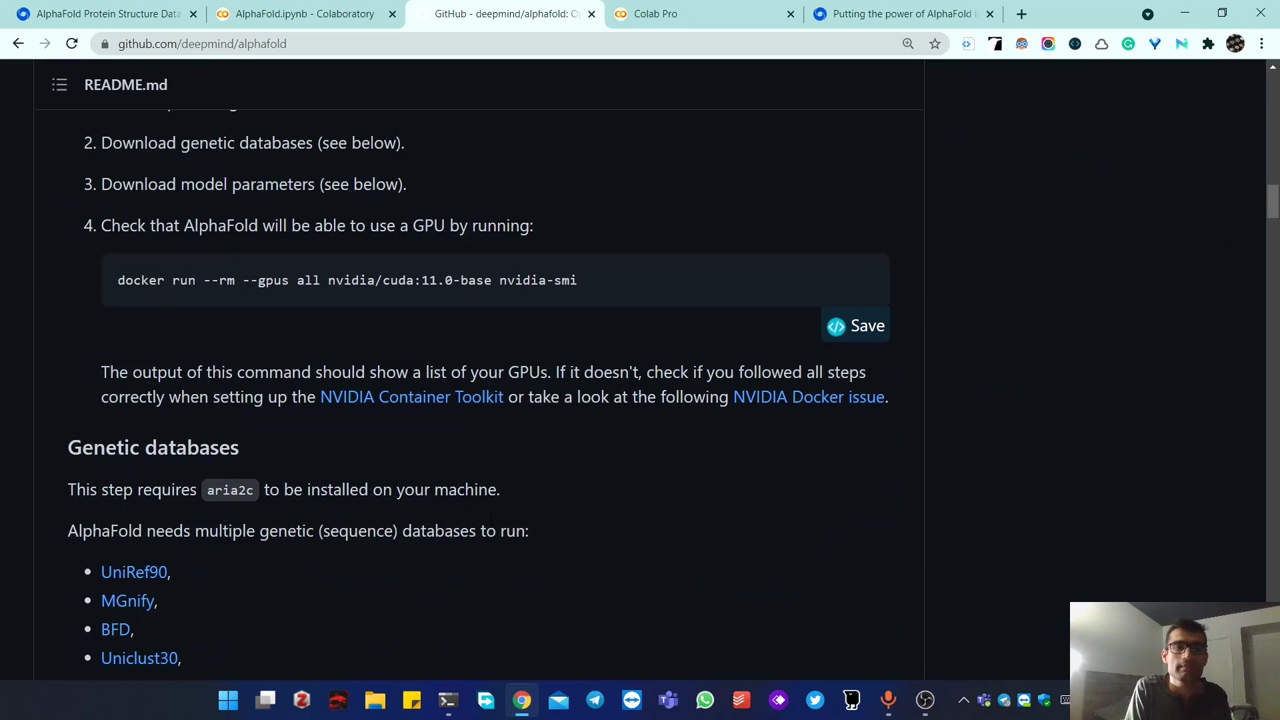 AlphaFold Protein Structure Data
AlphaFold.ipynb - Colaboratory
GitHub - deepmind/alphafold: Op
Colab Pro
Putting the power of AlphaFold i
github.com/deepmind/alphafold
README.md
2. Download genetic databases (see below).
3. Download model parameters (see below).
4. Check that AlphaFold will be able to use a GPU by running:
docker run --rm --gpus all nvidia/cuda:11.0-base nvidia-smi
Save
The output of this command should show a list of your GPUs. If it doesn't, check if you followed all steps
correctly when setting up the NVIDIA Container Toolkit or take a look at the following NVIDIA Docker issue.
Genetic databases
This step requires aria2c to be installed on your machine.
AlphaFold needs multiple genetic (sequence) databases to run:
• UniRef90,
• MGnify,
• BFD,
• Uniclust30,